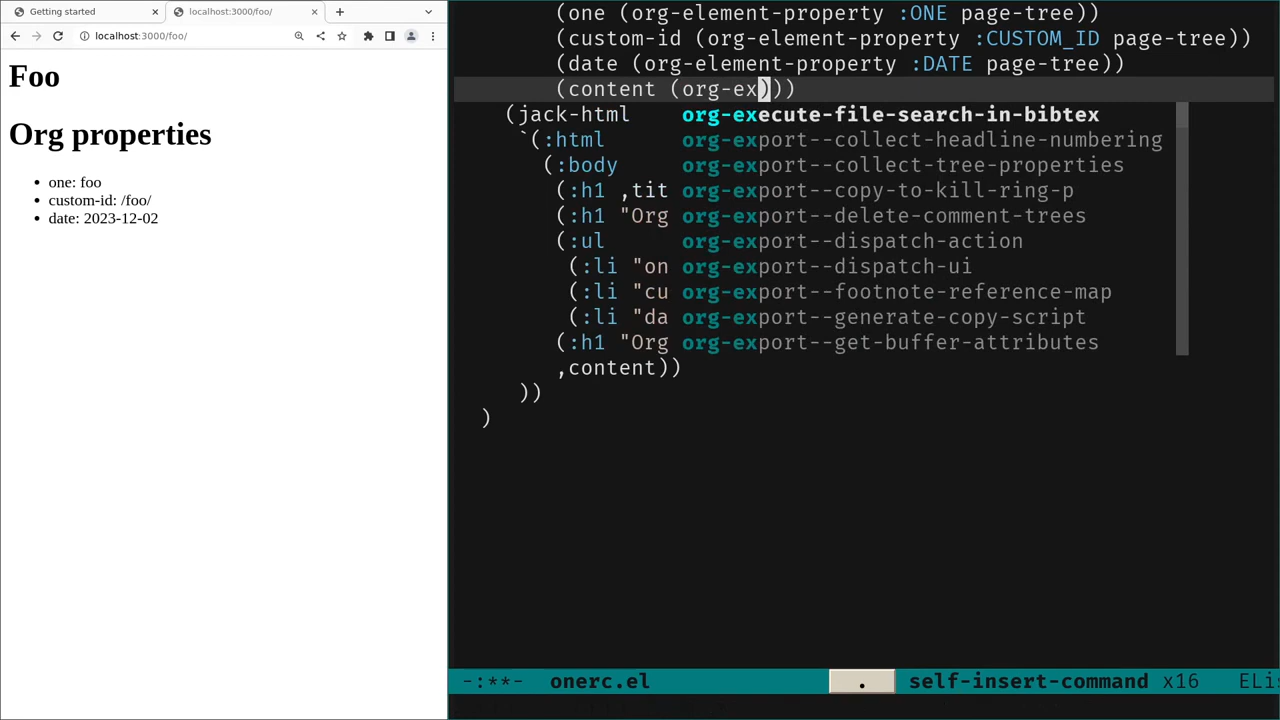 Getting started
localhost:3000/foo/
localhost:3000/foo/
Foo
Org properties
• one: foo
• custom-id: /foo/
• date: 2023-12-02
(one (org-element-property :ONE page-tree))
(custom-id (org-element-property :CUSTOM_ID page-tree))
(date (org-element-property :DATE page-tree))
(content (org-ex)))
(jack-html org-execute-file-search-in-bibtex
`(:html org-export--collect-headline-numbering
(:body org-export--collect-tree-properties
(:h1 ,tit org-export--copy-to-kill-ring-p
(:h1 "Org org-export--delete-comment-trees
(:ul org-export--dispatch-action
(:li "on org-export--dispatch-ui
(:li "cu org-export--footnote-reference-map
(:li "da org-export--generate-copy-script
(:h1 "Org org-export--get-buffer-attributes
,content))
))
)
-:**- onerc.el . self-insert-command x16 ELis